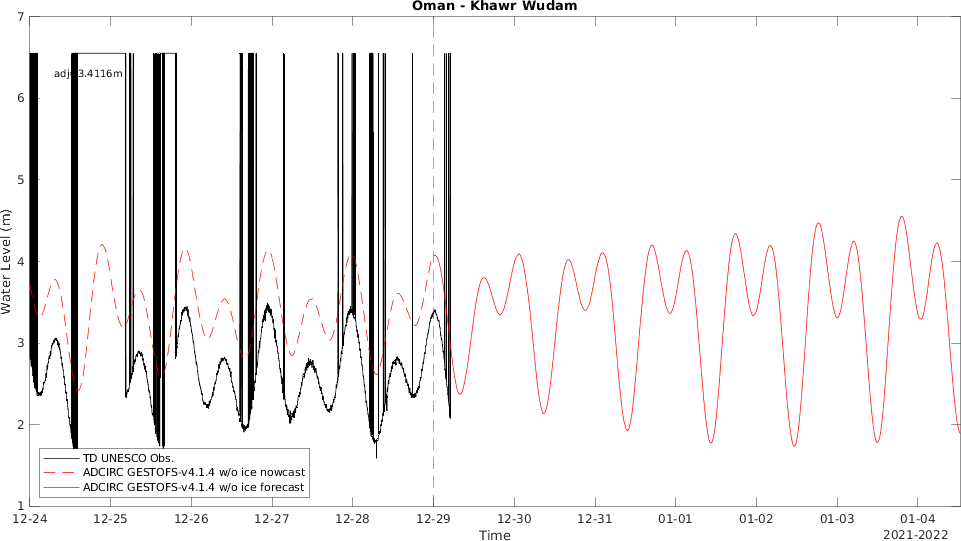 Oman - Khawr Wudam
7
6
5
4
3
2
1
Water Level (m)
3.4116m
TD UNESCO Obs.
ADCIRC GESTOFS-v4.1.4 w/o ice nowcast
ADCIRC GESTOFS-v4.1.4 w/o ice forecast
12-24 12-25 12-26 12-27 12-28 12-29 12-30 12-31 01-01 01-02 01-03 01-04
Time
2021-2022